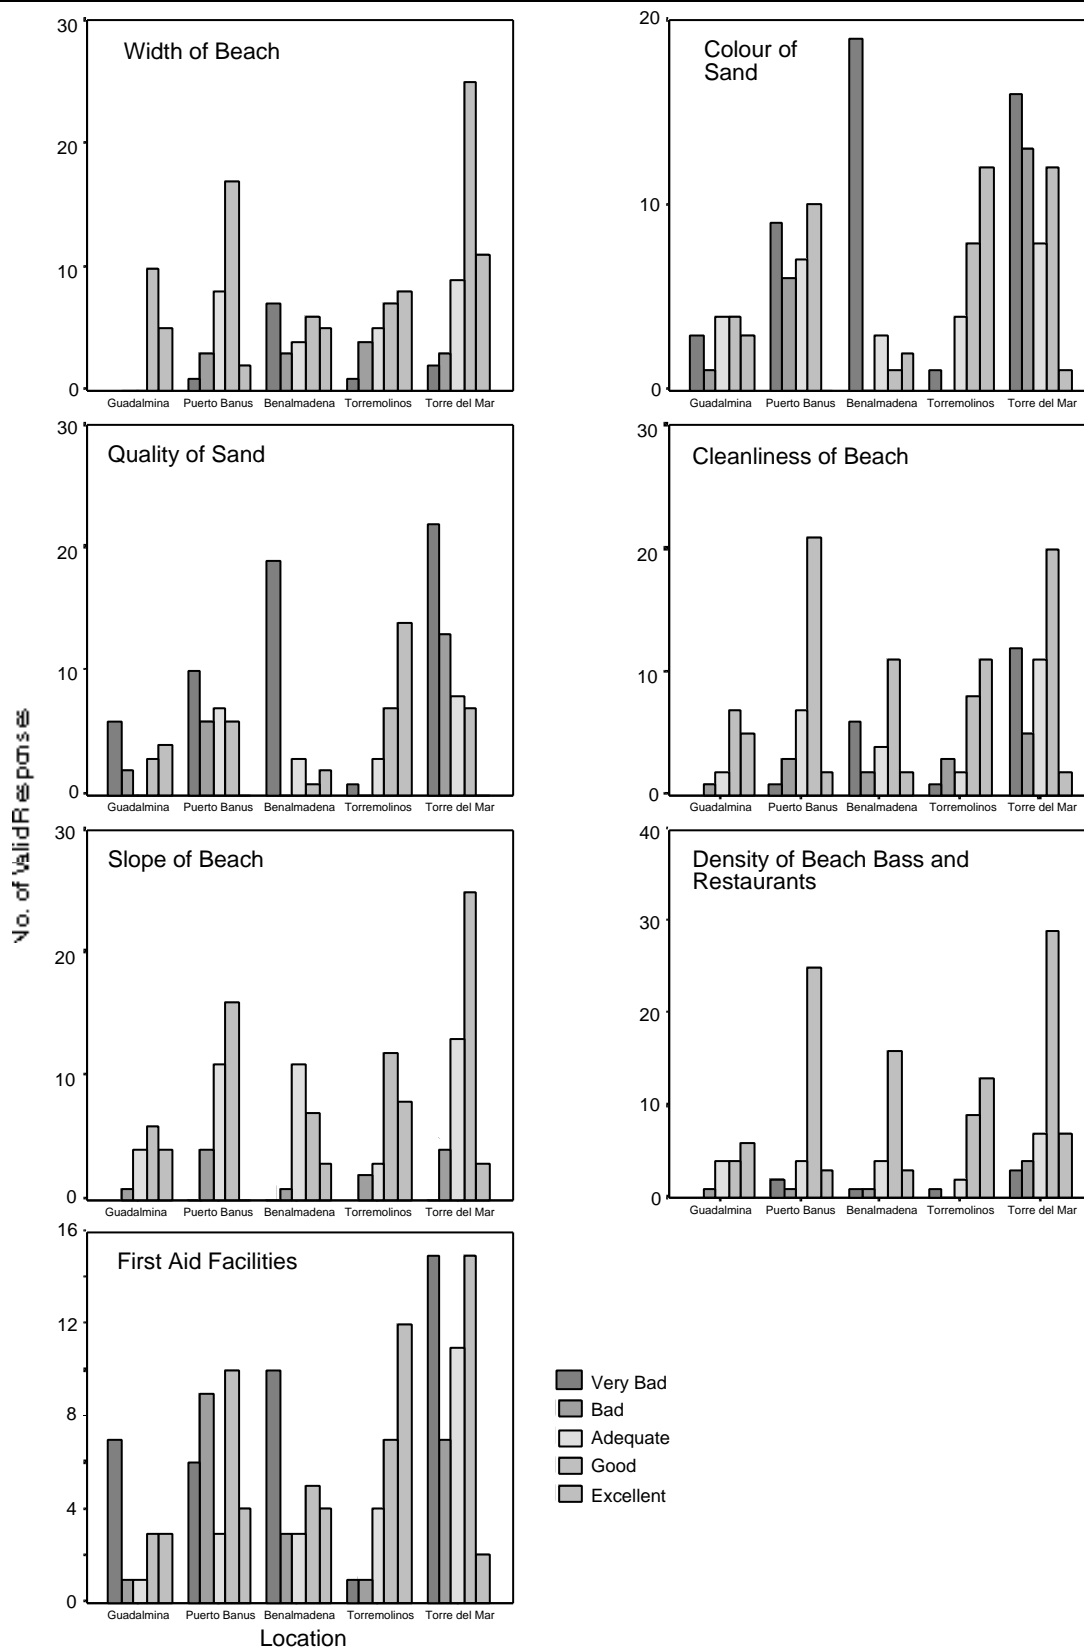 30
Width of Beach
20
10
0
Guadalmina Puerto Banus Benalmadena Torremolinos Torre del Mar
20
Colour of
Sand
10
0
Guadalmina Puerto Banus Benalmadena Torremolinos Torre del Mar
30
Quality of Sand
20
10
0
Guadalmina Puerto Banus Benalmadena Torremolinos Torre del Mar
30
Cleanliness of Beach
20
10
0
Guadalmina Puerto Banus Benalmadena Torremolinos Torre del Mar
No. of Valid Responses
30
Slope of Beach
20
10
0
Guadalmina Puerto Banus Benalmadena Torremolinos Torre del Mar
40
Density of Beach Bass and
Restaurants
30
20
10
0
Guadalmina Puerto Banus Benalmadena Torremolinos Torre del Mar
16
First Aid Facilities
12
8
4
0
Guadalmina Puerto Banus Benalmadena Torremolinos Torre del Mar
Location
Very Bad
Bad
Adequate
Good
Excellent